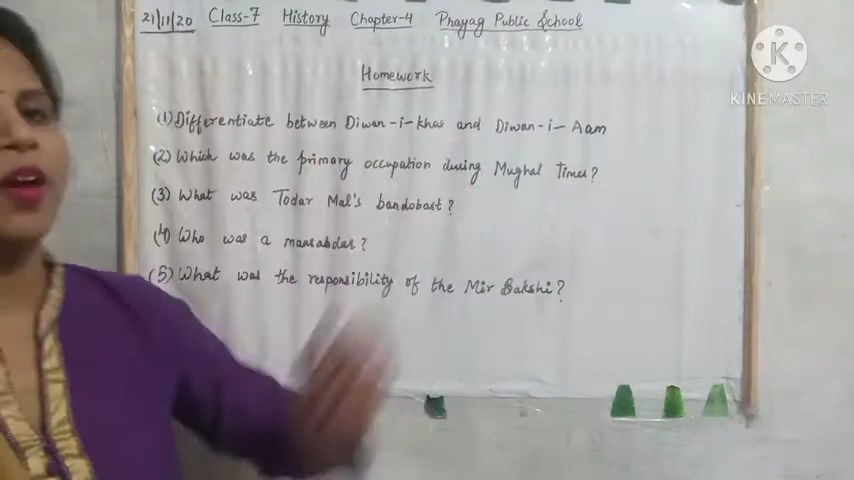 21/11/20 Class-7 History Chapter-4 Prayag Public School
Homework
(1) Differentiate between Diwan-i-khas and Diwan-i-Aam
(2) Which was the primary occupation during Mughal Times?
(3) What was Todar Mal's bandobast?
(4) Who was a mansabdar?
(5) What was the responsibility of the Mir Bakshi?
K
KINEMASTER